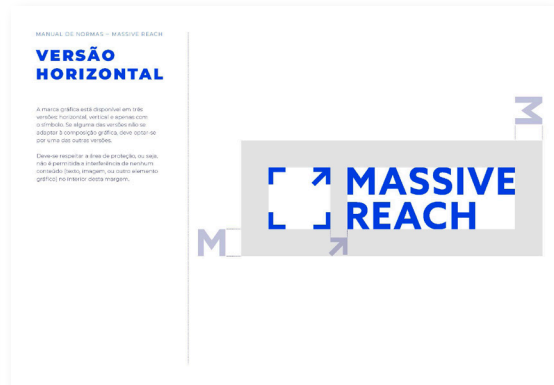 MANUAL DE NORMAS – MASSIVE REACH
VERSÃO
HORIZONTAL
A marca gráfica está disponível em três
versões: horizontal, vertical e apenas com
o símbolo. Se alguma das versões não se
adaptar à composição gráfica, deve optar-se
por uma das outras versões.
Deve-se respeitar a área de proteção, ou seja,
não é permitida a interferência de nenhum
conteúdo (texto, imagem, ou outro elemento
gráfico) no interior desta margem.
M
MASSIVE
REACH
M